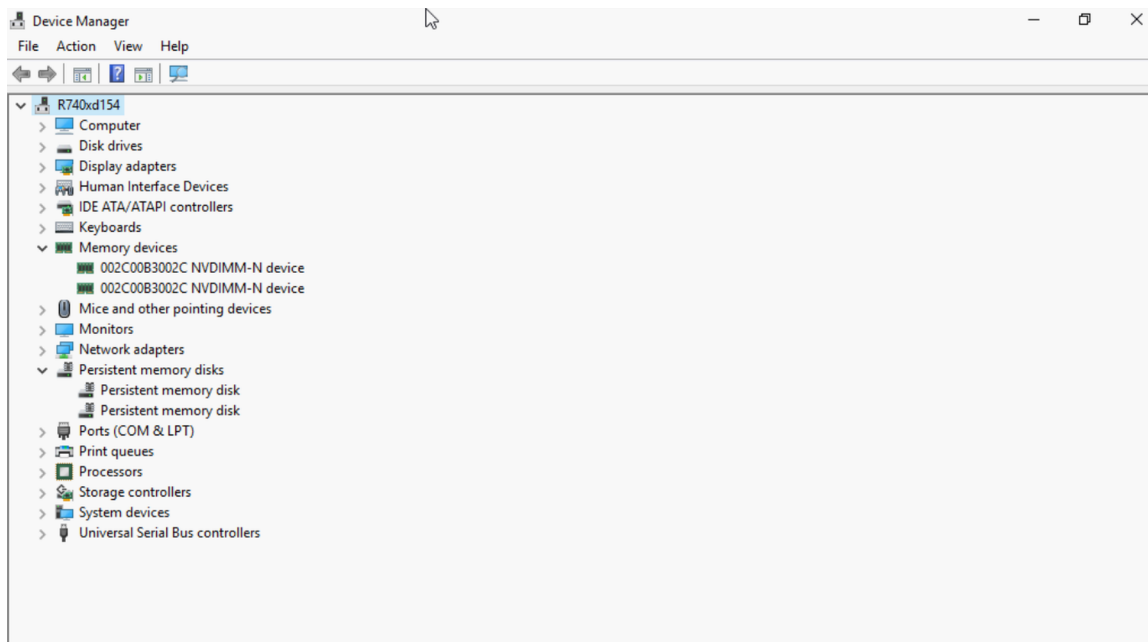 Device Manager
File Action View Help
R740xd154
Computer
Disk drives
Display adapters
Human Interface Devices
IDE ATA/ATAPI controllers
Keyboards
Memory devices
002C00B3002C NVDIMM-N device
002C00B3002C NVDIMM-N device
Mice and other pointing devices
Monitors
Network adapters
Persistent memory disks
Persistent memory disk
Persistent memory disk
Ports (COM & LPT)
Print queues
Processors
Storage controllers
System devices
Universal Serial Bus controllers